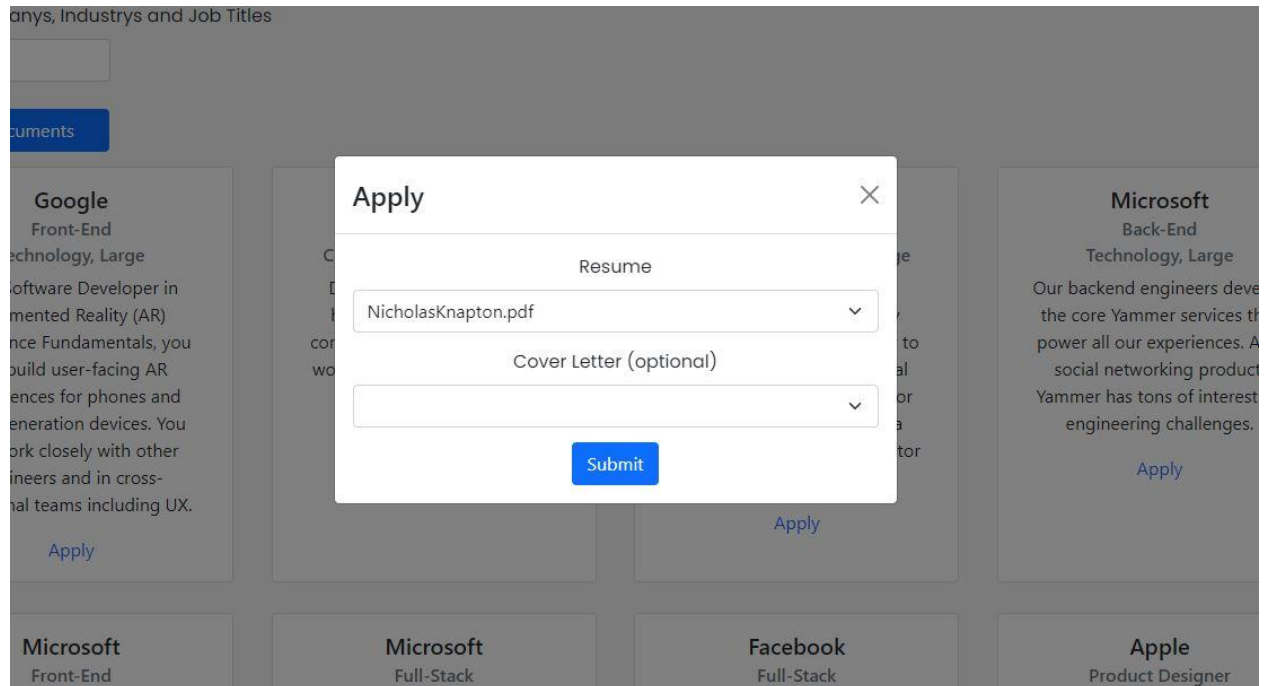 anys, Industrys and Job Titles
cuments
Apply
Resume
NicholasKnapton.pdf
Cover Letter (optional)
Submit
Google
Front-End
echnology, Large
oftware Developer in
mented Reality (AR)
nce Fundamentals, you
build user-facing AR
ences for phones and
eneration devices. You
ork closely with other
ineers and in cross-
nal teams including UX.
Apply
Apply
Microsoft
Back-End
Technology, Large
Our backend engineers deve
the core Yammer services th
power all our experiences. A
social networking product
Yammer has tons of interest
engineering challenges.
Apply
Microsoft
Front-End
Microsoft
Full-Stack
Facebook
Full-Stack
Apple
Product Designer